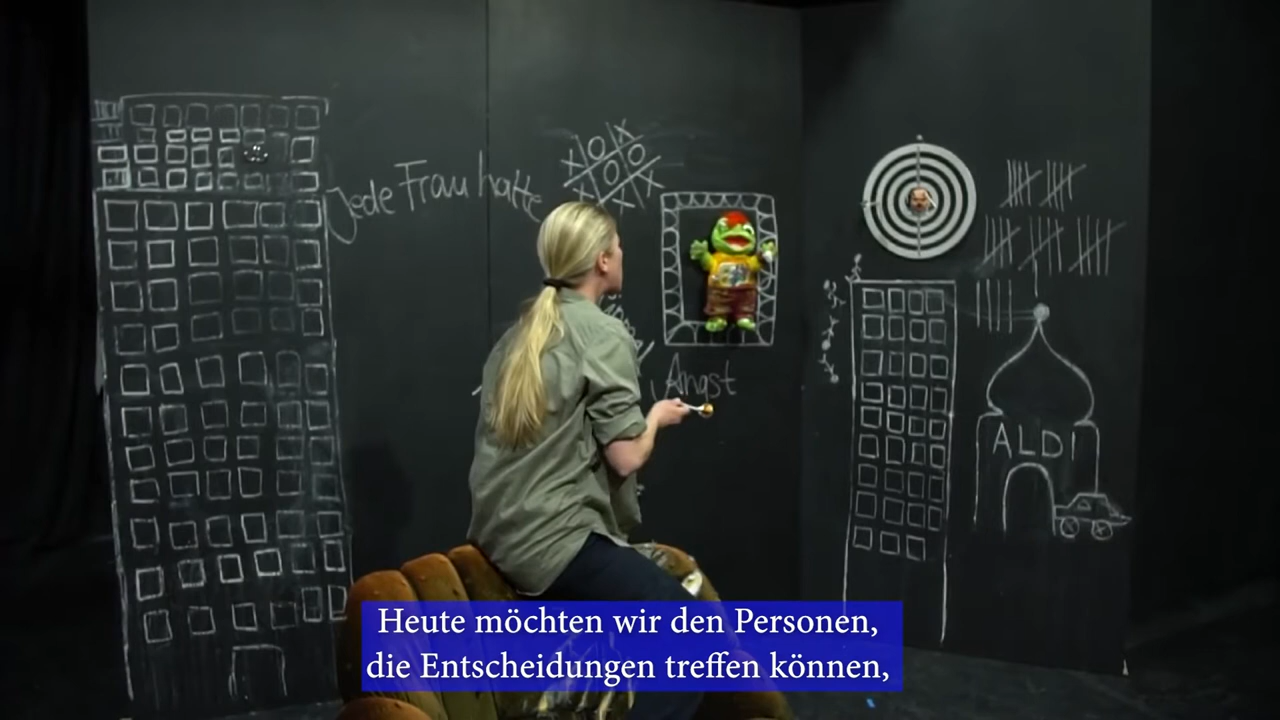 Jede Frau hatte
Angst
ALDI
Heute möchten wir den Personen,
die Entscheidungen treffen können,